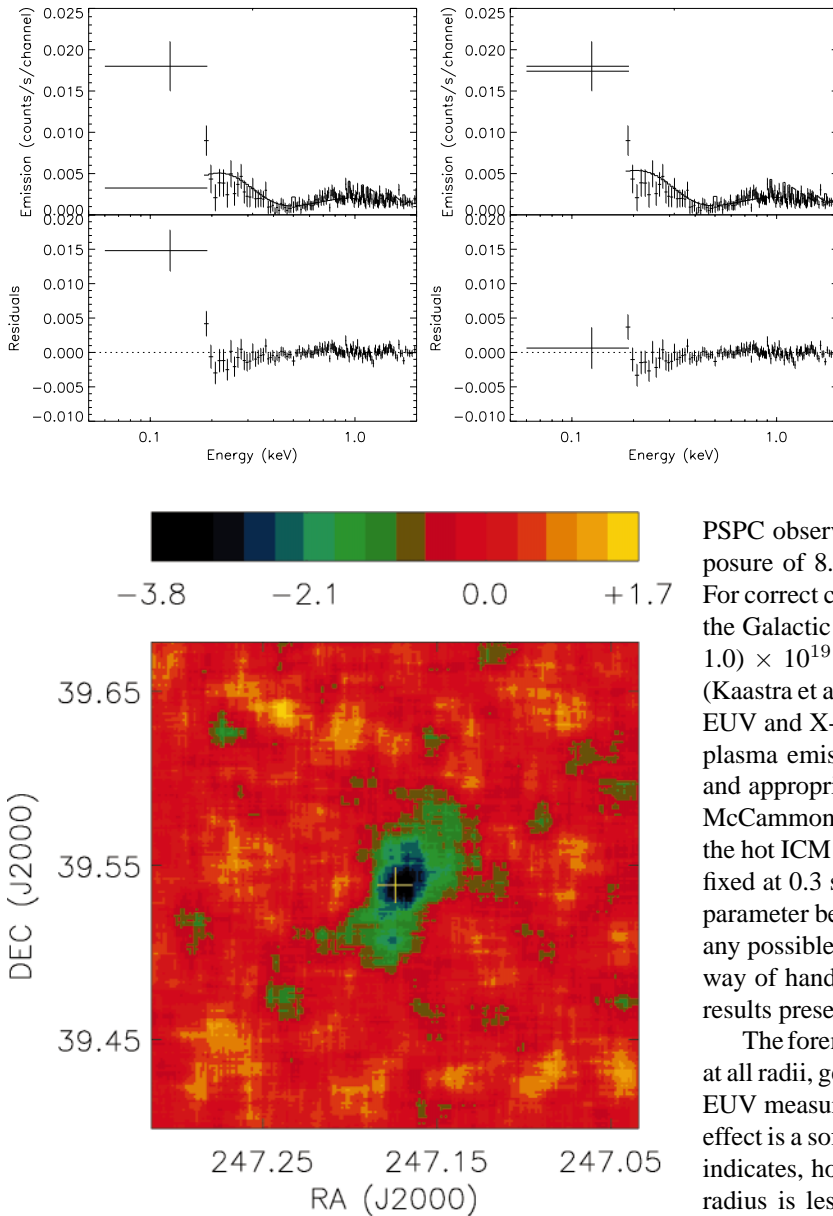 0.025
0.020
0.015
0.010
0.005
0.000
Emission (counts/s/channel)
0.020
0.015
0.010
0.005
0.000
−0.005
−0.010
Residuals
0.1
1.0
Energy (keV)
0.025
0.020
0.015
0.010
0.005
0.000
Emission (counts/s/channel)
0.020
0.015
0.010
0.005
0.000
−0.005
−0.010
Residuals
0.1
1.0
Energy (keV)
−3.8
−2.1
0.0
+1.7
39.65
39.55
39.45
DEC (J2000)
247.25
247.15
247.05
RA (J2000)
PSPC observ
posure of 8.
For correct c
the Galactic
1.0) × 10^19
(Kaastra et a
EUV and X-
plasma emis
and appropri
McCammon
the hot ICM
fixed at 0.3 s
parameter be
any possible
way of hand
results prese
The forer
at all radii, go
EUV measur
effect is a sof
indicates, ho
radius is les